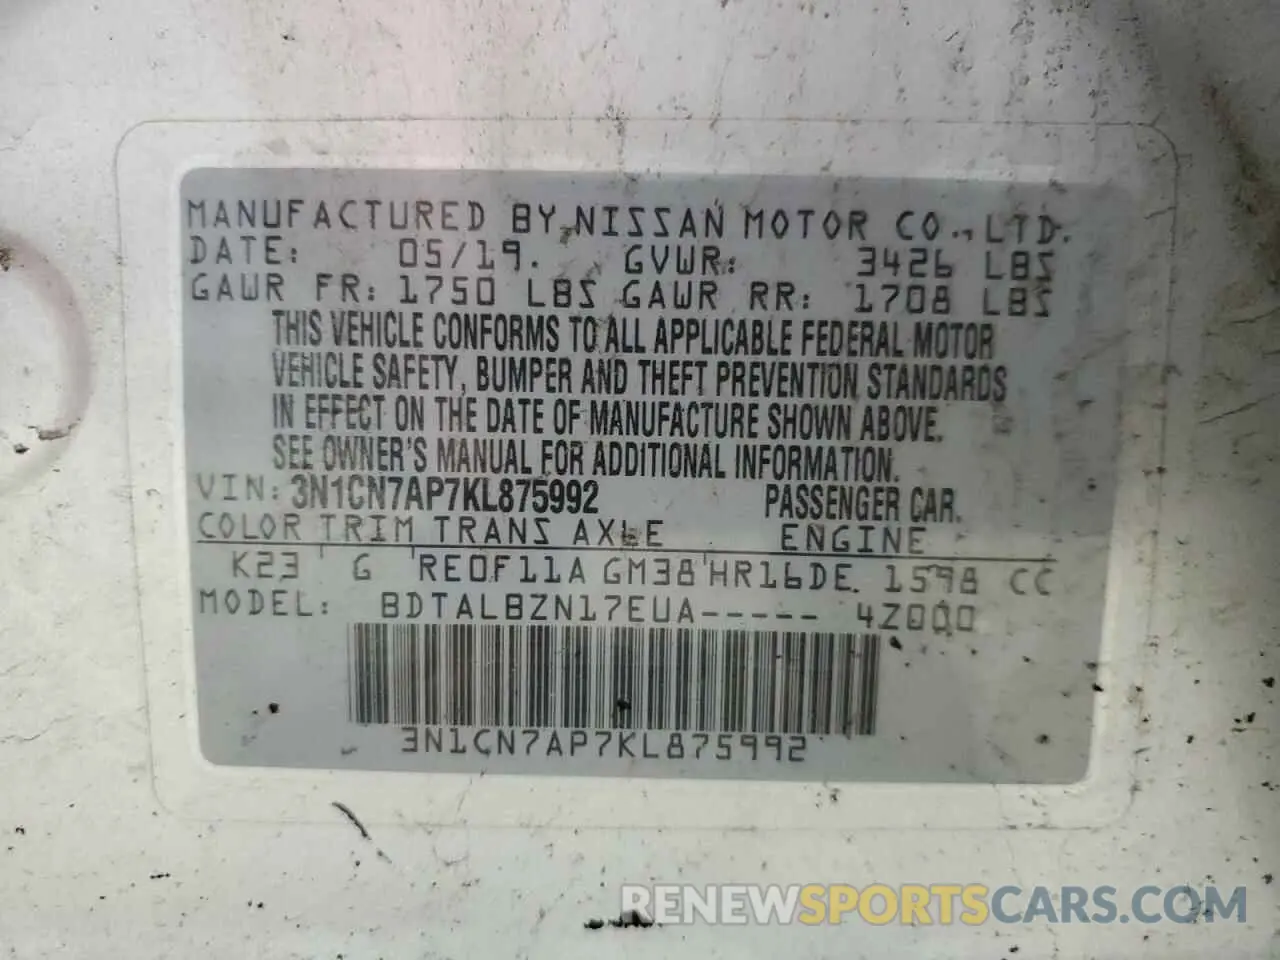 MANUFACTURED BY NISSAN MOTOR CO., LTD.
DATE: 05/19. GVWR: 3426 LBS
GAWR FR: 1750 LBS GAWR RR: 1708 LBS
THIS VEHICLE CONFORMS TO ALL APPLICABLE FEDERAL MOTOR
VEHICLE SAFETY, BUMPER AND THEFT PREVENTION STANDARDS
IN EFFECT ON THE DATE OF MANUFACTURE SHOWN ABOVE.
SEE OWNER'S MANUAL FOR ADDITIONAL INFORMATION.
VIN: 3N1CN7AP7KL875992 PASSENGER CAR.
COLOR TRIM TRANS AXLE ENGINE
K23 G RE0F11A GM38 HR16DE. 1598 CC
MODEL: BDTALBZN17EUA----- 4Z000
3N1CN7AP7KL875992
RENEWSPORTSCARS.COM